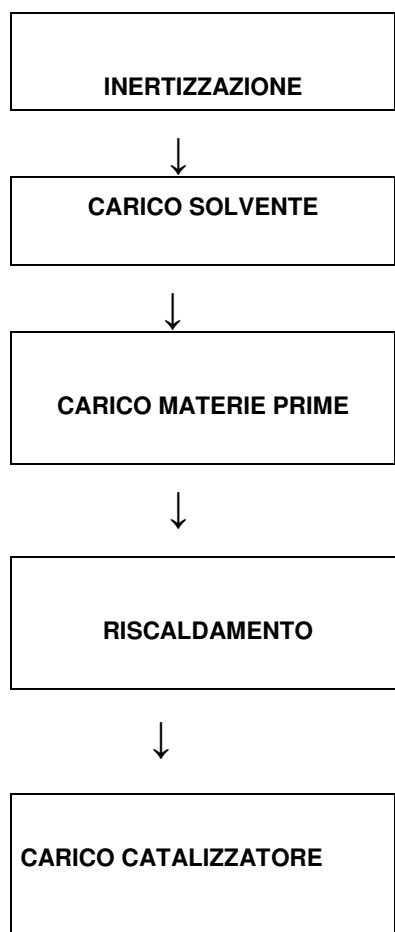 INERTIZZAZIONE
↓
CARICO SOLVENTE
↓
CARICO MATERIE PRIME
↓
RISCALDAMENTO
↓
CARICO CATALIZZATORE